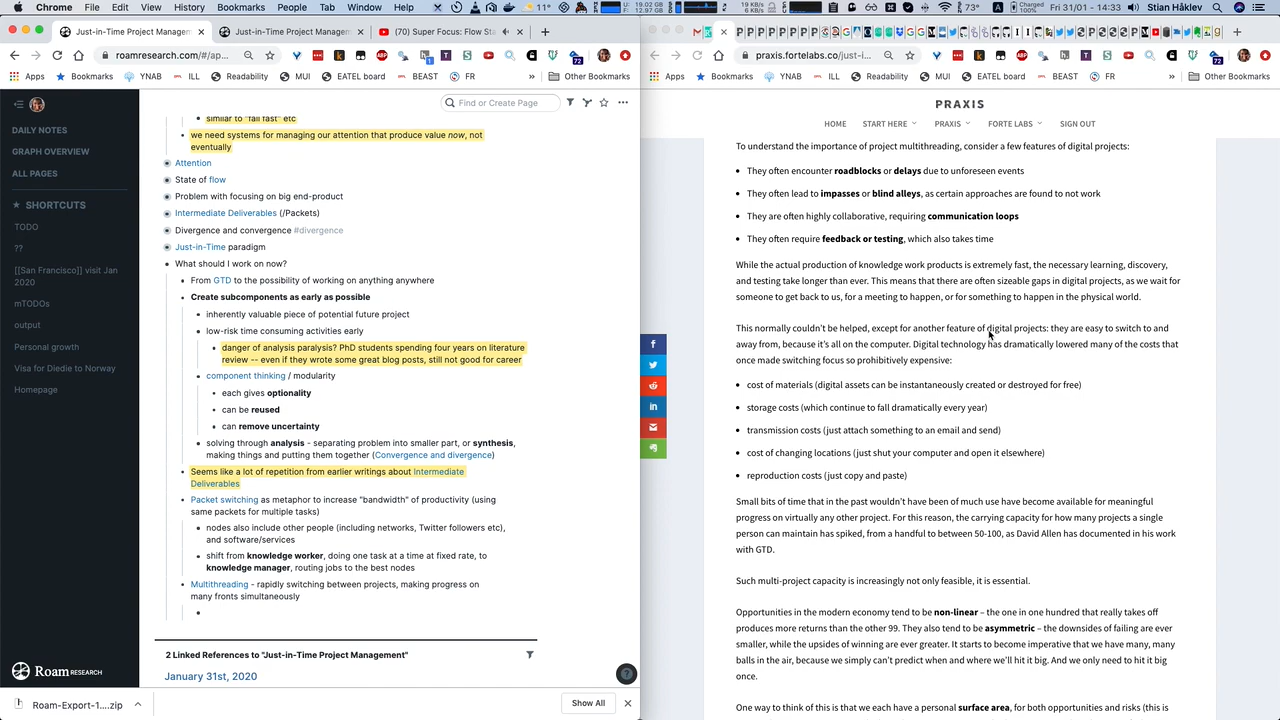 Chrome File Edit View History Bookmarks People Tab Window Help
11° U: 19.02 GB F: 12.97 GB 19 KB/s 6 KB/s 73° Charged 100% Fri 31/01 - 14:33 Stian Håklev
Just-in-Time Project Managem
Just-in-Time Project Managem
(70) Super Focus: Flow Sta
roamresearch.com/#/ap...
72
Apps Bookmarks YNAB ILL Readability MUI EATEL board BEAST FR » Other Bookmarks
Find or Create Page
DAILY NOTES
GRAPH OVERVIEW
ALL PAGES
SHORTCUTS
TODO
??
[[San Francisco]] visit Jan 2020
mTODOs
output
Personal growth
Visa for Diedie to Norway
Homepage
Roam RESEARCH
similar to "fail fast" etc
we need systems for managing our attention that produce value now, not
eventually
Attention
State of flow
Problem with focusing on big end-product
Intermediate Deliverables (/Packets)
Divergence and convergence #divergence
Just-in-Time paradigm
What should I work on now?
From GTD to the possibility of working on anything anywhere
Create subcomponents as early as possible
inherently valuable piece of potential future project
low-risk time consuming activities early
danger of analysis paralysis? PhD students spending four years on literature
review -- even if they wrote some great blog posts, still not good for career
component thinking / modularity
each gives optionality
can be reused
can remove uncertainty
solving through analysis - separating problem into smaller part, or synthesis,
making things and putting them together (Convergence and divergence)
Seems like a lot of repetition from earlier writings about Intermediate
Deliverables
Packet switching as metaphor to increase "bandwidth" of productivity (using
same packets for multiple tasks)
nodes also include other people (including networks, Twitter followers etc),
and software/services
shift from knowledge worker, doing one task at a time at fixed rate, to
knowledge manager, routing jobs to the best nodes
Multithreading - rapidly switching between projects, making progress on
many fronts simultaneously
2 Linked References to "Just-in-Time Project Management"
January 31st, 2020
Roam-Export-1....zip
Show All
praxis.fortelabs.co/just-i...
72
Apps Bookmarks YNAB ILL Readability MUI EATEL board BEAST FR » Other Bookmarks
PRAXIS
HOME START HERE PRAXIS FORTE LABS SIGN OUT
To understand the importance of project multithreading, consider a few features of digital projects:
They often encounter roadblocks or delays due to unforeseen events
They often lead to impasses or blind alleys, as certain approaches are found to not work
They are often highly collaborative, requiring communication loops
They often require feedback or testing, which also takes time
While the actual production of knowledge work products is extremely fast, the necessary learning, discovery,
and testing take longer than ever. This means that there are often sizeable gaps in digital projects, as we wait for
someone to get back to us, for a meeting to happen, or for something to happen in the physical world.
This normally couldn't be helped, except for another feature of digital projects: they are easy to switch to and
away from, because it's all on the computer. Digital technology has dramatically lowered many of the costs that
once made switching focus so prohibitively expensive:
cost of materials (digital assets can be instantaneously created or destroyed for free)
storage costs (which continue to fall dramatically every year)
transmission costs (just attach something to an email and send)
cost of changing locations (just shut your computer and open it elsewhere)
reproduction costs (just copy and paste)
Small bits of time that in the past wouldn't have been of much use have become available for meaningful
progress on virtually any other project. For this reason, the carrying capacity for how many projects a single
person can maintain has spiked, from a handful to between 50-100, as David Allen has documented in his work
with GTD.
Such multi-project capacity is increasingly not only feasible, it is essential.
Opportunities in the modern economy tend to be non-linear – the one in one hundred that really takes off
produces more returns than the other 99. They also tend to be asymmetric – the downsides of failing are ever
smaller, while the upsides of winning are ever greater. It starts to become imperative that we have many, many
balls in the air, because we simply can't predict when and where we'll hit it big. And we only need to hit it big
once.
One way to think of this is that we each have a personal surface area, for both opportunities and risks (this is